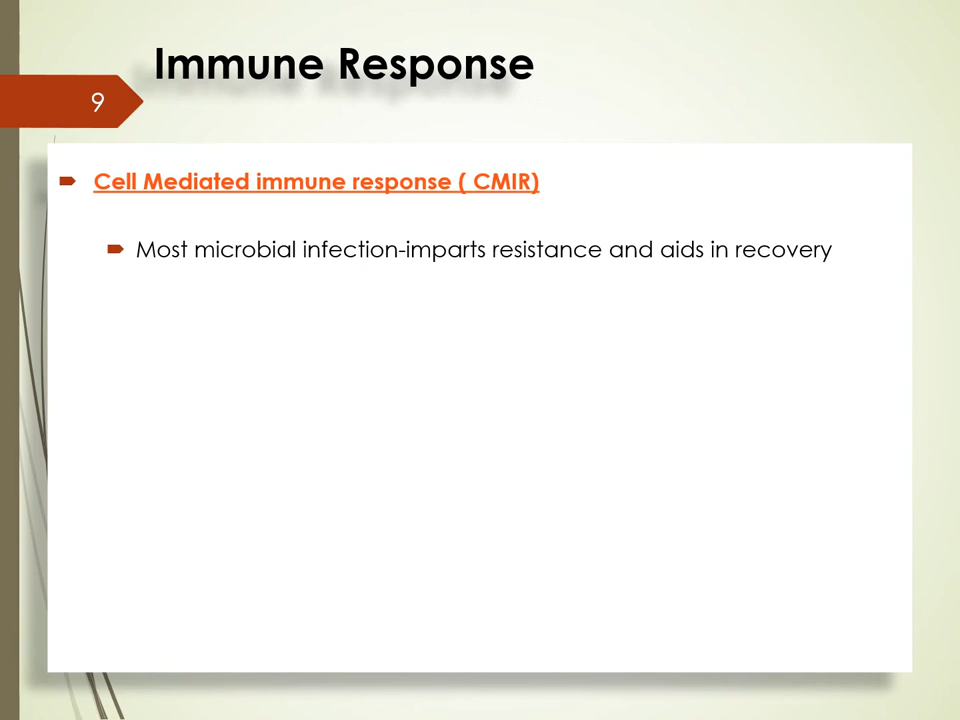 Immune Response
9
Cell Mediated immune response ( CMIR)
Most microbial infection-imparts resistance and aids in recovery